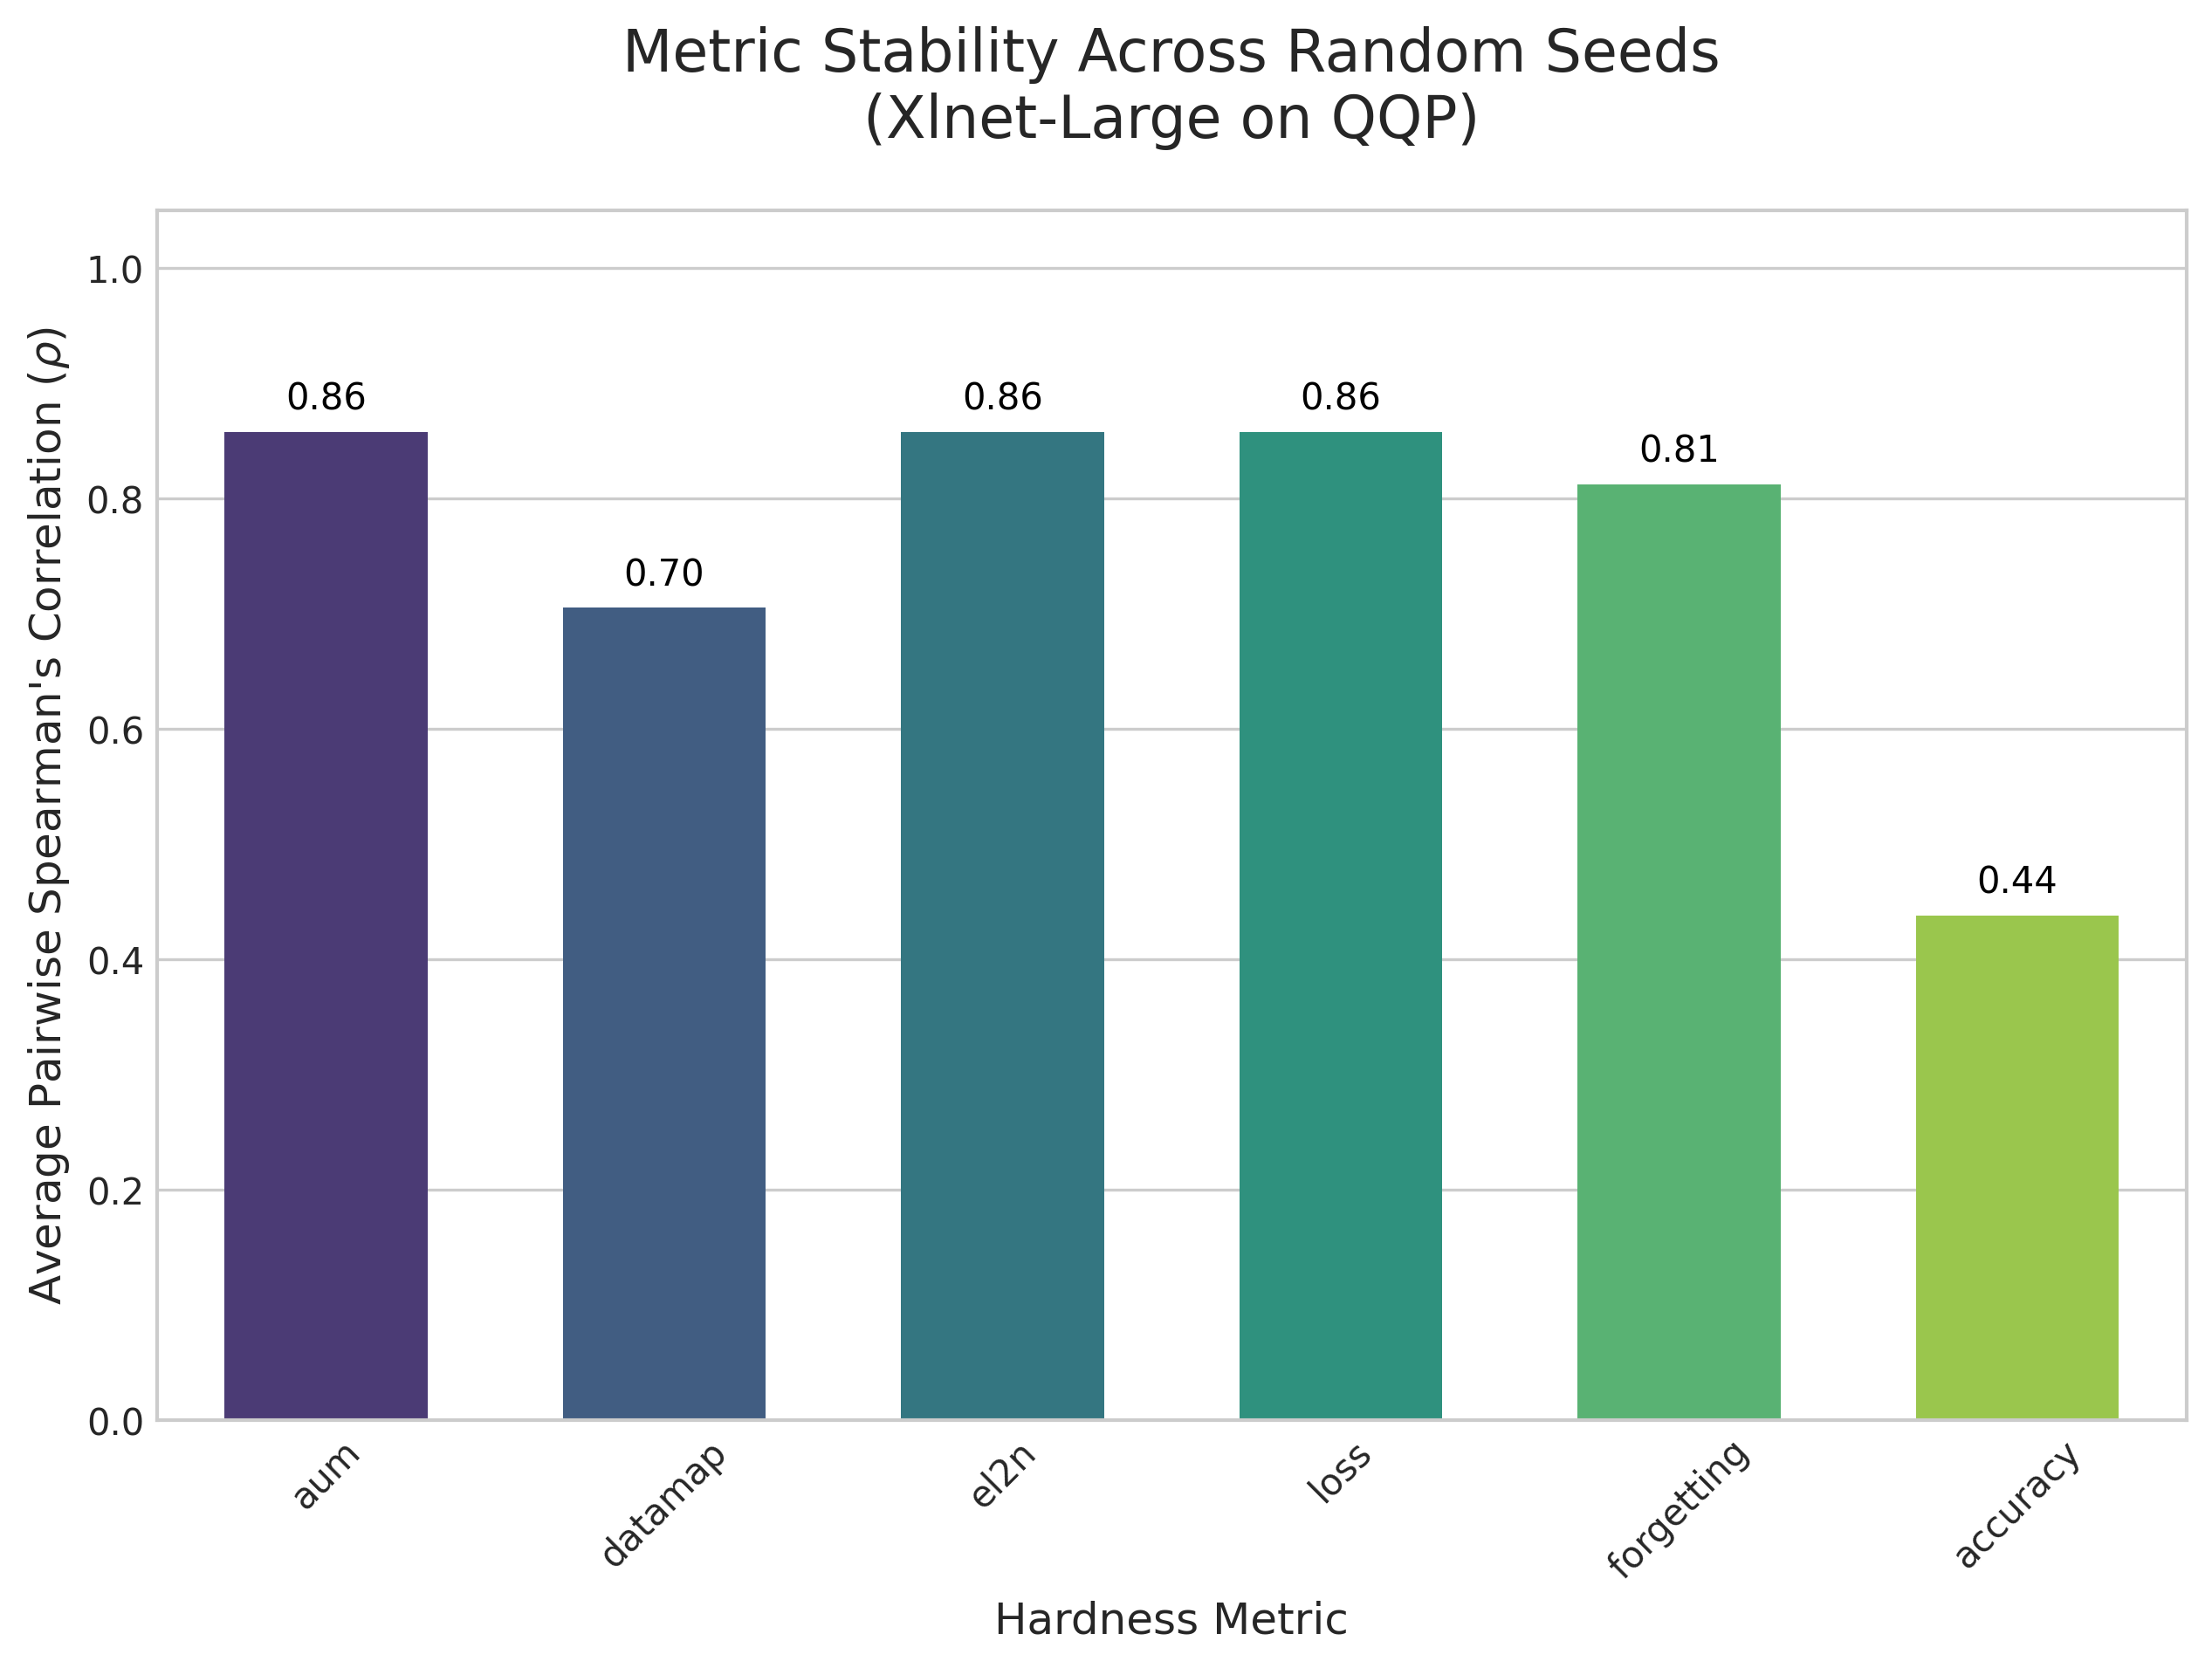 Metric Stability Across Random Seeds
(Xlnet-Large on QQP)
Average Pairwise Spearman's Correlation (ρ)
1.0
0.8
0.6
0.4
0.2
0.0
0.86
0.70
0.86
0.86
0.81
0.44
aum
datamap
el2n
loss
forgetting
accuracy
Hardness Metric